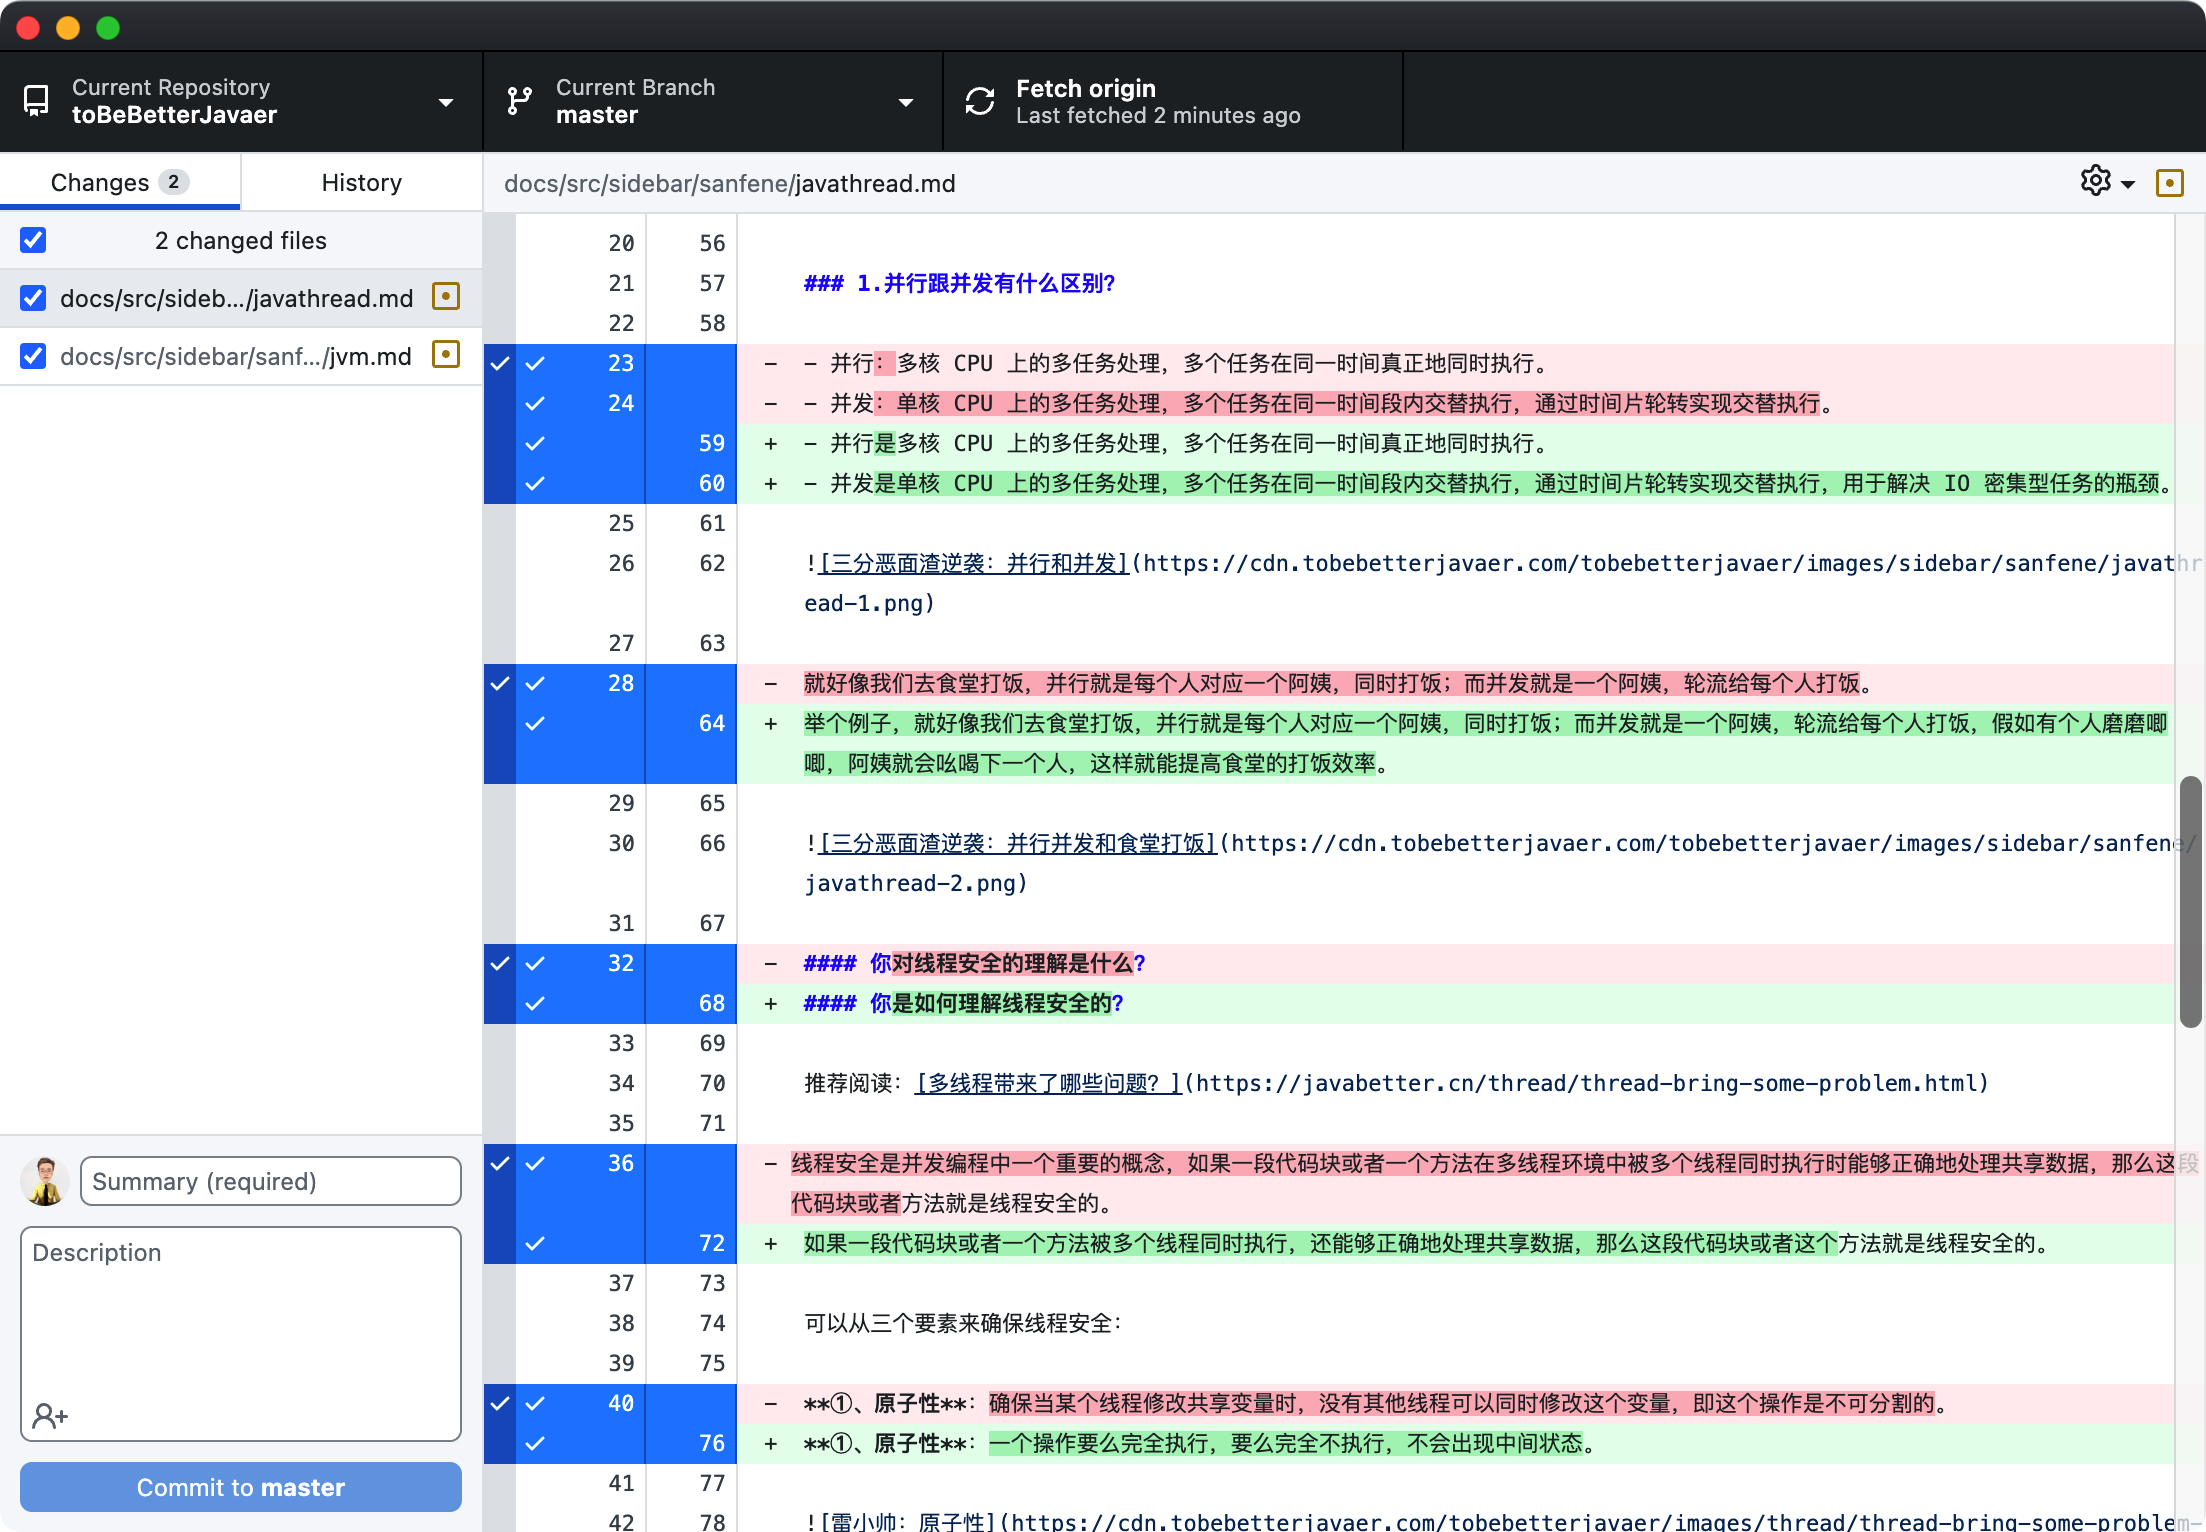 Current Repository
toBeBetterJavaer
Current Branch
master
Fetch origin
Last fetched 2 minutes ago
Changes 2
History
docs/src/sidebar/sanfene/javathread.md
2 changed files
docs/src/sideb.../javathread.md
docs/src/sidebar/sanf.../jvm.md
Summary (required)
Description
Commit to master
20 56
21 57 ### 1.并行跟并发有什么区别?
22 58
23 - - 并行：多核 CPU 上的多任务处理，多个任务在同一时间真正地同时执行。
24 - - 并发：单核 CPU 上的多任务处理，多个任务在同一时间段内交替执行，通过时间片轮转实现交替执行。
59 + - 并行是多核 CPU 上的多任务处理，多个任务在同一时间真正地同时执行。
60 + - 并发是单核 CPU 上的多任务处理，多个任务在同一时间段内交替执行，通过时间片轮转实现交替执行，用于解决 IO 密集型任务的瓶颈。
25 61
26 62 ![三分恶面渣逆袭：并行和并发](https://cdn.tobebetterjavaer.com/tobebetterjavaer/images/sidebar/sanfene/javathr
ead-1.png)
27 63
28 - 就好像我们去食堂打饭，并行就是每个人对应一个阿姨，同时打饭；而并发就是一个阿姨，轮流给每个人打饭。
64 + 举个例子，就好像我们去食堂打饭，并行就是每个人对应一个阿姨，同时打饭；而并发就是一个阿姨，轮流给每个人打饭，假如有个人磨磨唧
唧，阿姨就会吆喝下一个人，这样就能提高食堂的打饭效率。
29 65
30 66 ![三分恶面渣逆袭：并行并发和食堂打饭](https://cdn.tobebetterjavaer.com/tobebetterjavaer/images/sidebar/sanfene/
javathread-2.png)
31 67
32 - #### 你对线程安全的理解是什么?
68 + #### 你是如何理解线程安全的?
33 69
34 70 推荐阅读：[多线程带来了哪些问题？](https://javabetter.cn/thread/thread-bring-some-problem.html)
35 71
36 - 线程安全是并发编程中一个重要的概念，如果一段代码块或者一个方法在多线程环境中被多个线程同时执行时能够正确地处理共享数据，那么这段
代码块或者方法就是线程安全的。
72 + 如果一段代码块或者一个方法被多个线程同时执行，还能够正确地处理共享数据，那么这段代码块或者这个方法就是线程安全的。
37 73
38 74 可以从三个要素来确保线程安全：
39 75
40 - **①、原子性**：确保当某个线程修改共享变量时，没有其他线程可以同时修改这个变量，即这个操作是不可分割的。
76 + **①、原子性**：一个操作要么完全执行，要么完全不执行，不会出现中间状态。
41 77
42 78 ![雷小帅：原子性](https://cdn.tobebetterjavaer.com/tobebetterjavaer/images/thread/thread-bring-some-problem-